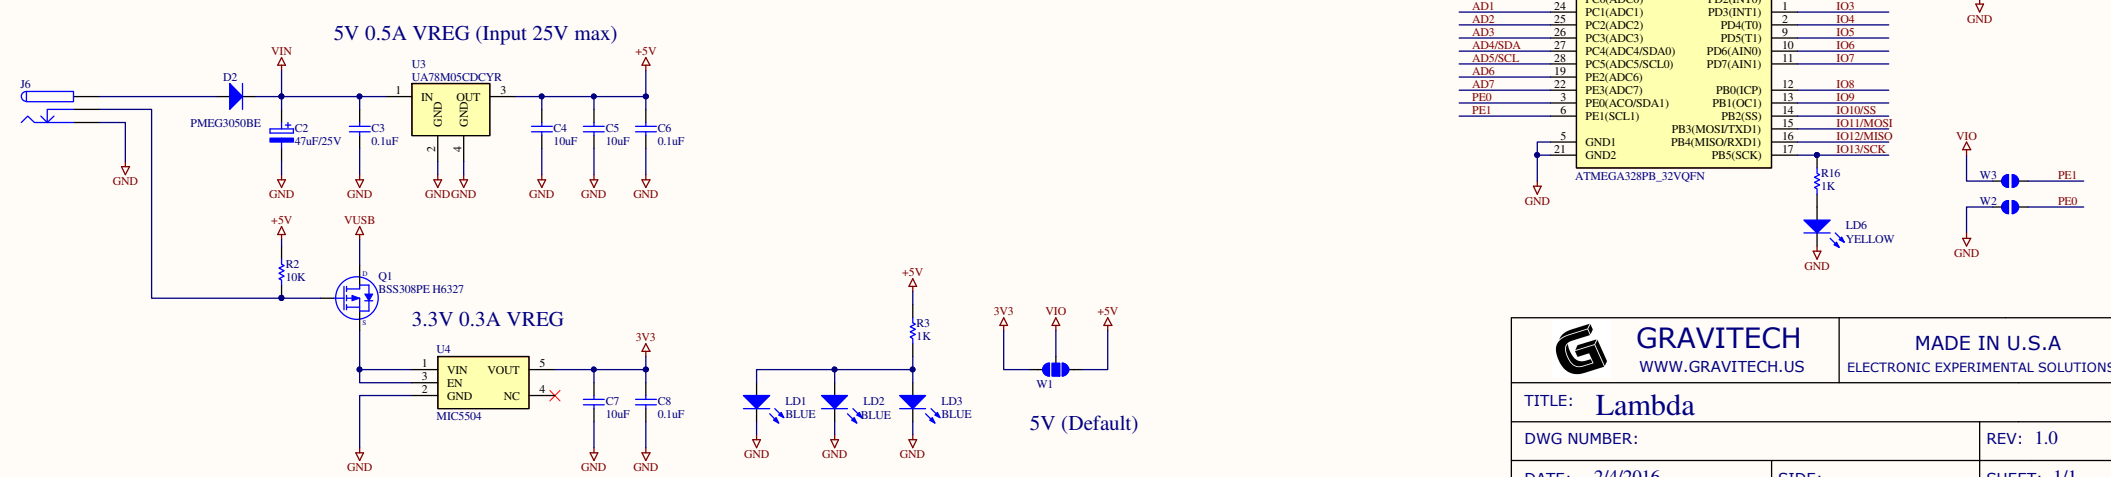 5V 0.5A VREG (Input 25V max)
J6
D2
PMEG3050BE
VIN
C2
47uF/25V
GND
C3
0.1uF
GND
U3
UA78M05CDCYR
1
IN
OUT
3
GND
GND
2
4
GND
GND
+5V
C4
10uF
GND
C5
10uF
GND
C6
0.1uF
GND
GND
+5V
R2
10K
VUSB
D
Q1
BSS308PE H6327
S
3.3V 0.3A VREG
U4
1
VIN
VOUT
5
3
EN
2
GND
NC
4
MIC5504
GND
3V3
C7
10uF
GND
C8
0.1uF
GND
+5V
R3
1K
LD1
BLUE
GND
LD2
BLUE
GND
LD3
BLUE
GND
3V3
VIO
+5V
W1
5V (Default)
AD1 24 PC1(ADC1) PD3(INT1) 1 IO3
AD2 25 PC2(ADC2) PD4(T0) 2 IO4
AD3 26 PC3(ADC3) PD5(T1) 9 IO5
AD4/SDA 27 PC4(ADC4/SDA0) PD6(AIN0) 10 IO6
AD5/SCL 28 PC5(ADC5/SCL0) PD7(AIN1) 11 IO7
AD6 19 PE2(ADC6)
AD7 22 PE3(ADC7) PB0(ICP) 12 IO8
PE0 3 PE0(ACO/SDA1) PB1(OC1) 13 IO9
PE1 6 PE1(SCL1) PB2(SS) 14 IO10/SS
PB3(MOSI/TXD1) 15 IO11/MOSI
5 GND1 PB4(MISO/RXD1) 16 IO12/MISO
21 GND2 PB5(SCK) 17 IO13/SCK
ATMEGA328PB_32VQFN
GND
R16
1K
LD6
YELLOW
GND
GND
VIO
W3
PE1
W2
PE0
GND
GRAVITECH
WWW.GRAVITECH.US
MADE IN U.S.A
ELECTRONIC EXPERIMENTAL SOLUTIONS
TITLE: Lambda
DWG NUMBER:
REV: 1.0
DATE: 2/4/2016
SIDE:
SHEET: 1/1